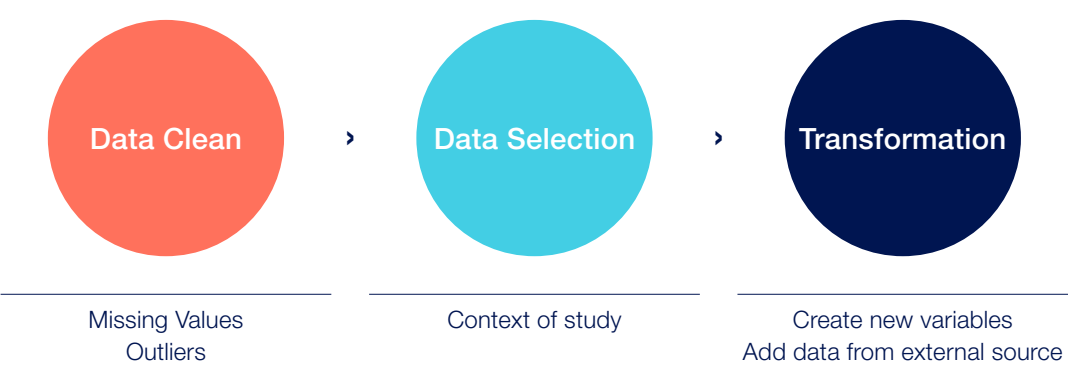 Data Clean
›
Data Selection
›
Transformation
Missing Values
Outliers
Context of study
Create new variables
Add data from external source